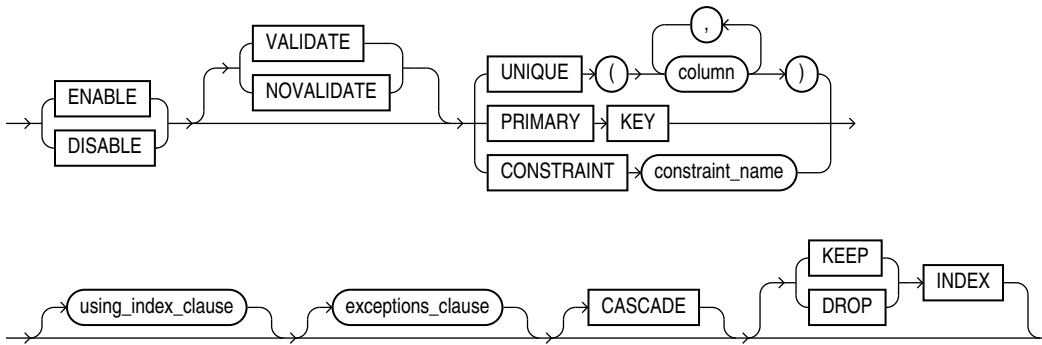 ,
VALIDATE
UNIQUE ( column )
ENABLE NOVALIDATE
PRIMARY KEY
DISABLE
CONSTRAINT constraint_name
KEEP
using_index_clause exceptions_clause CASCADE INDEX
DROP